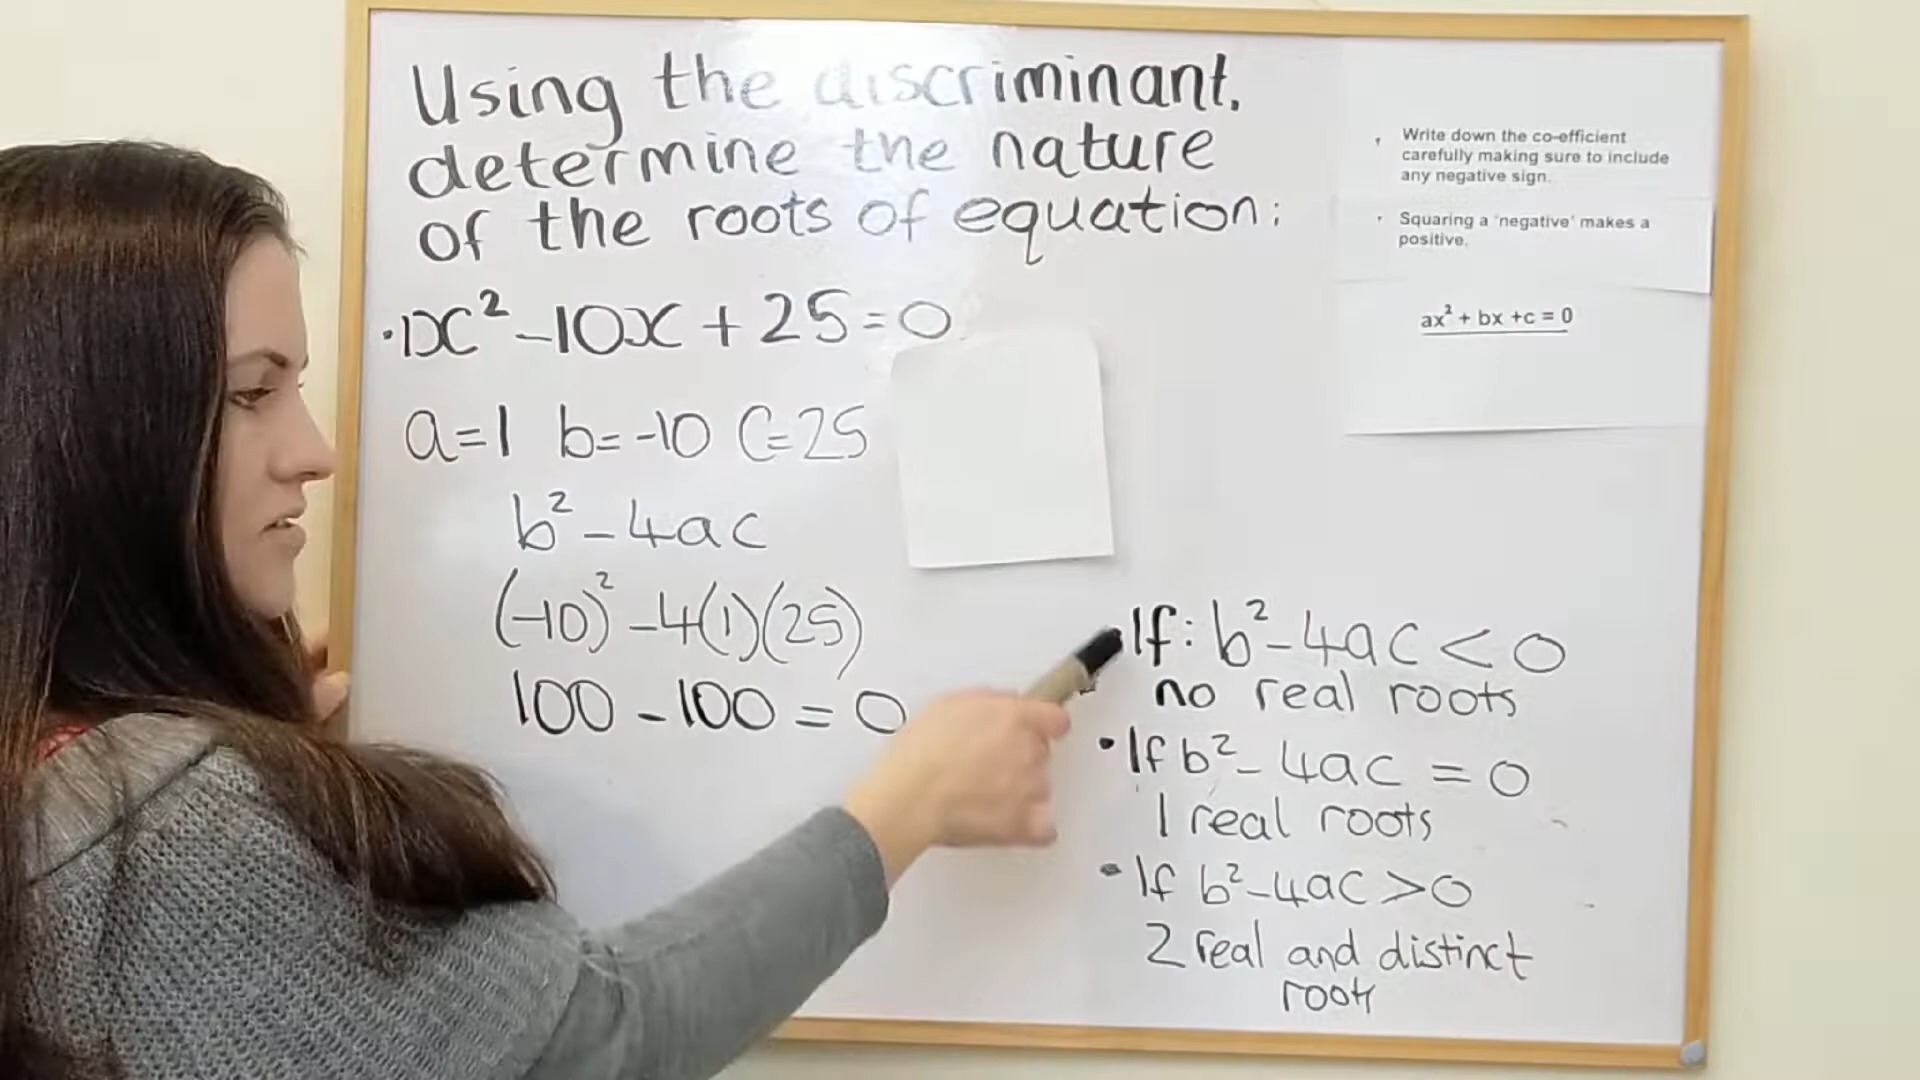 Using the discriminant,
determine the nature
of the roots of equation:
·1x² -10x + 25 = 0
a=1 b=-10 C=25
b² - 4ac
(-10)² - 4(1)(25)
100 - 100 = 0
' Write down the co-efficient
carefully making sure to include
any negative sign.
' Squaring a 'negative' makes a
positive.
ax² + bx +c = 0
• If: b² - 4ac < 0
no real roots
• If b² - 4ac = 0
1 real roots
• If b² - 4ac > 0
2 real and distinct
roots